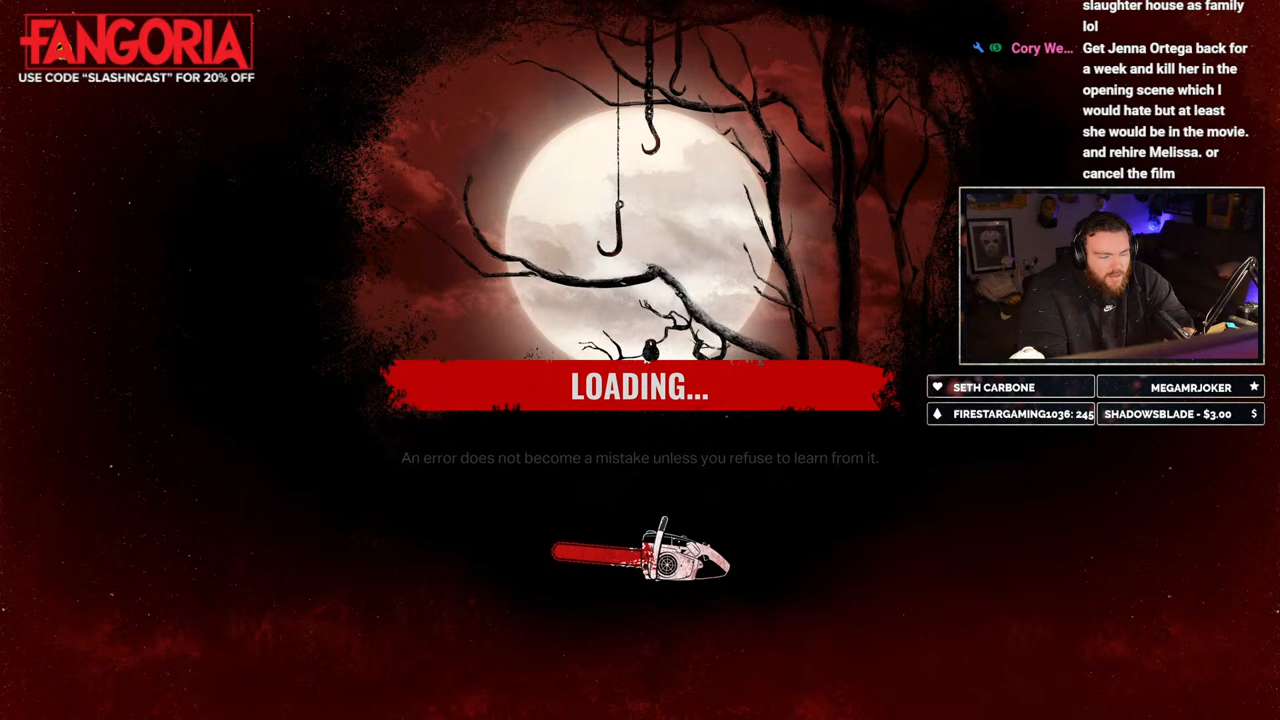 FANGORIA
USE CODE "SLASHNCAST" FOR 20% OFF
slaughter house as family
lol
Cory We... Get Jenna Ortega back for
a week and kill her in the
opening scene which I
would hate but at least
she would be in the movie.
and rehire Melissa. or
cancel the film
LOADING...
SETH CARBONE
MEGAMRJOKER
FIRESTARGAMING1036: 245
SHADOWSBLADE - $3.00 $
An error does not become a mistake unless you refuse to learn from it.